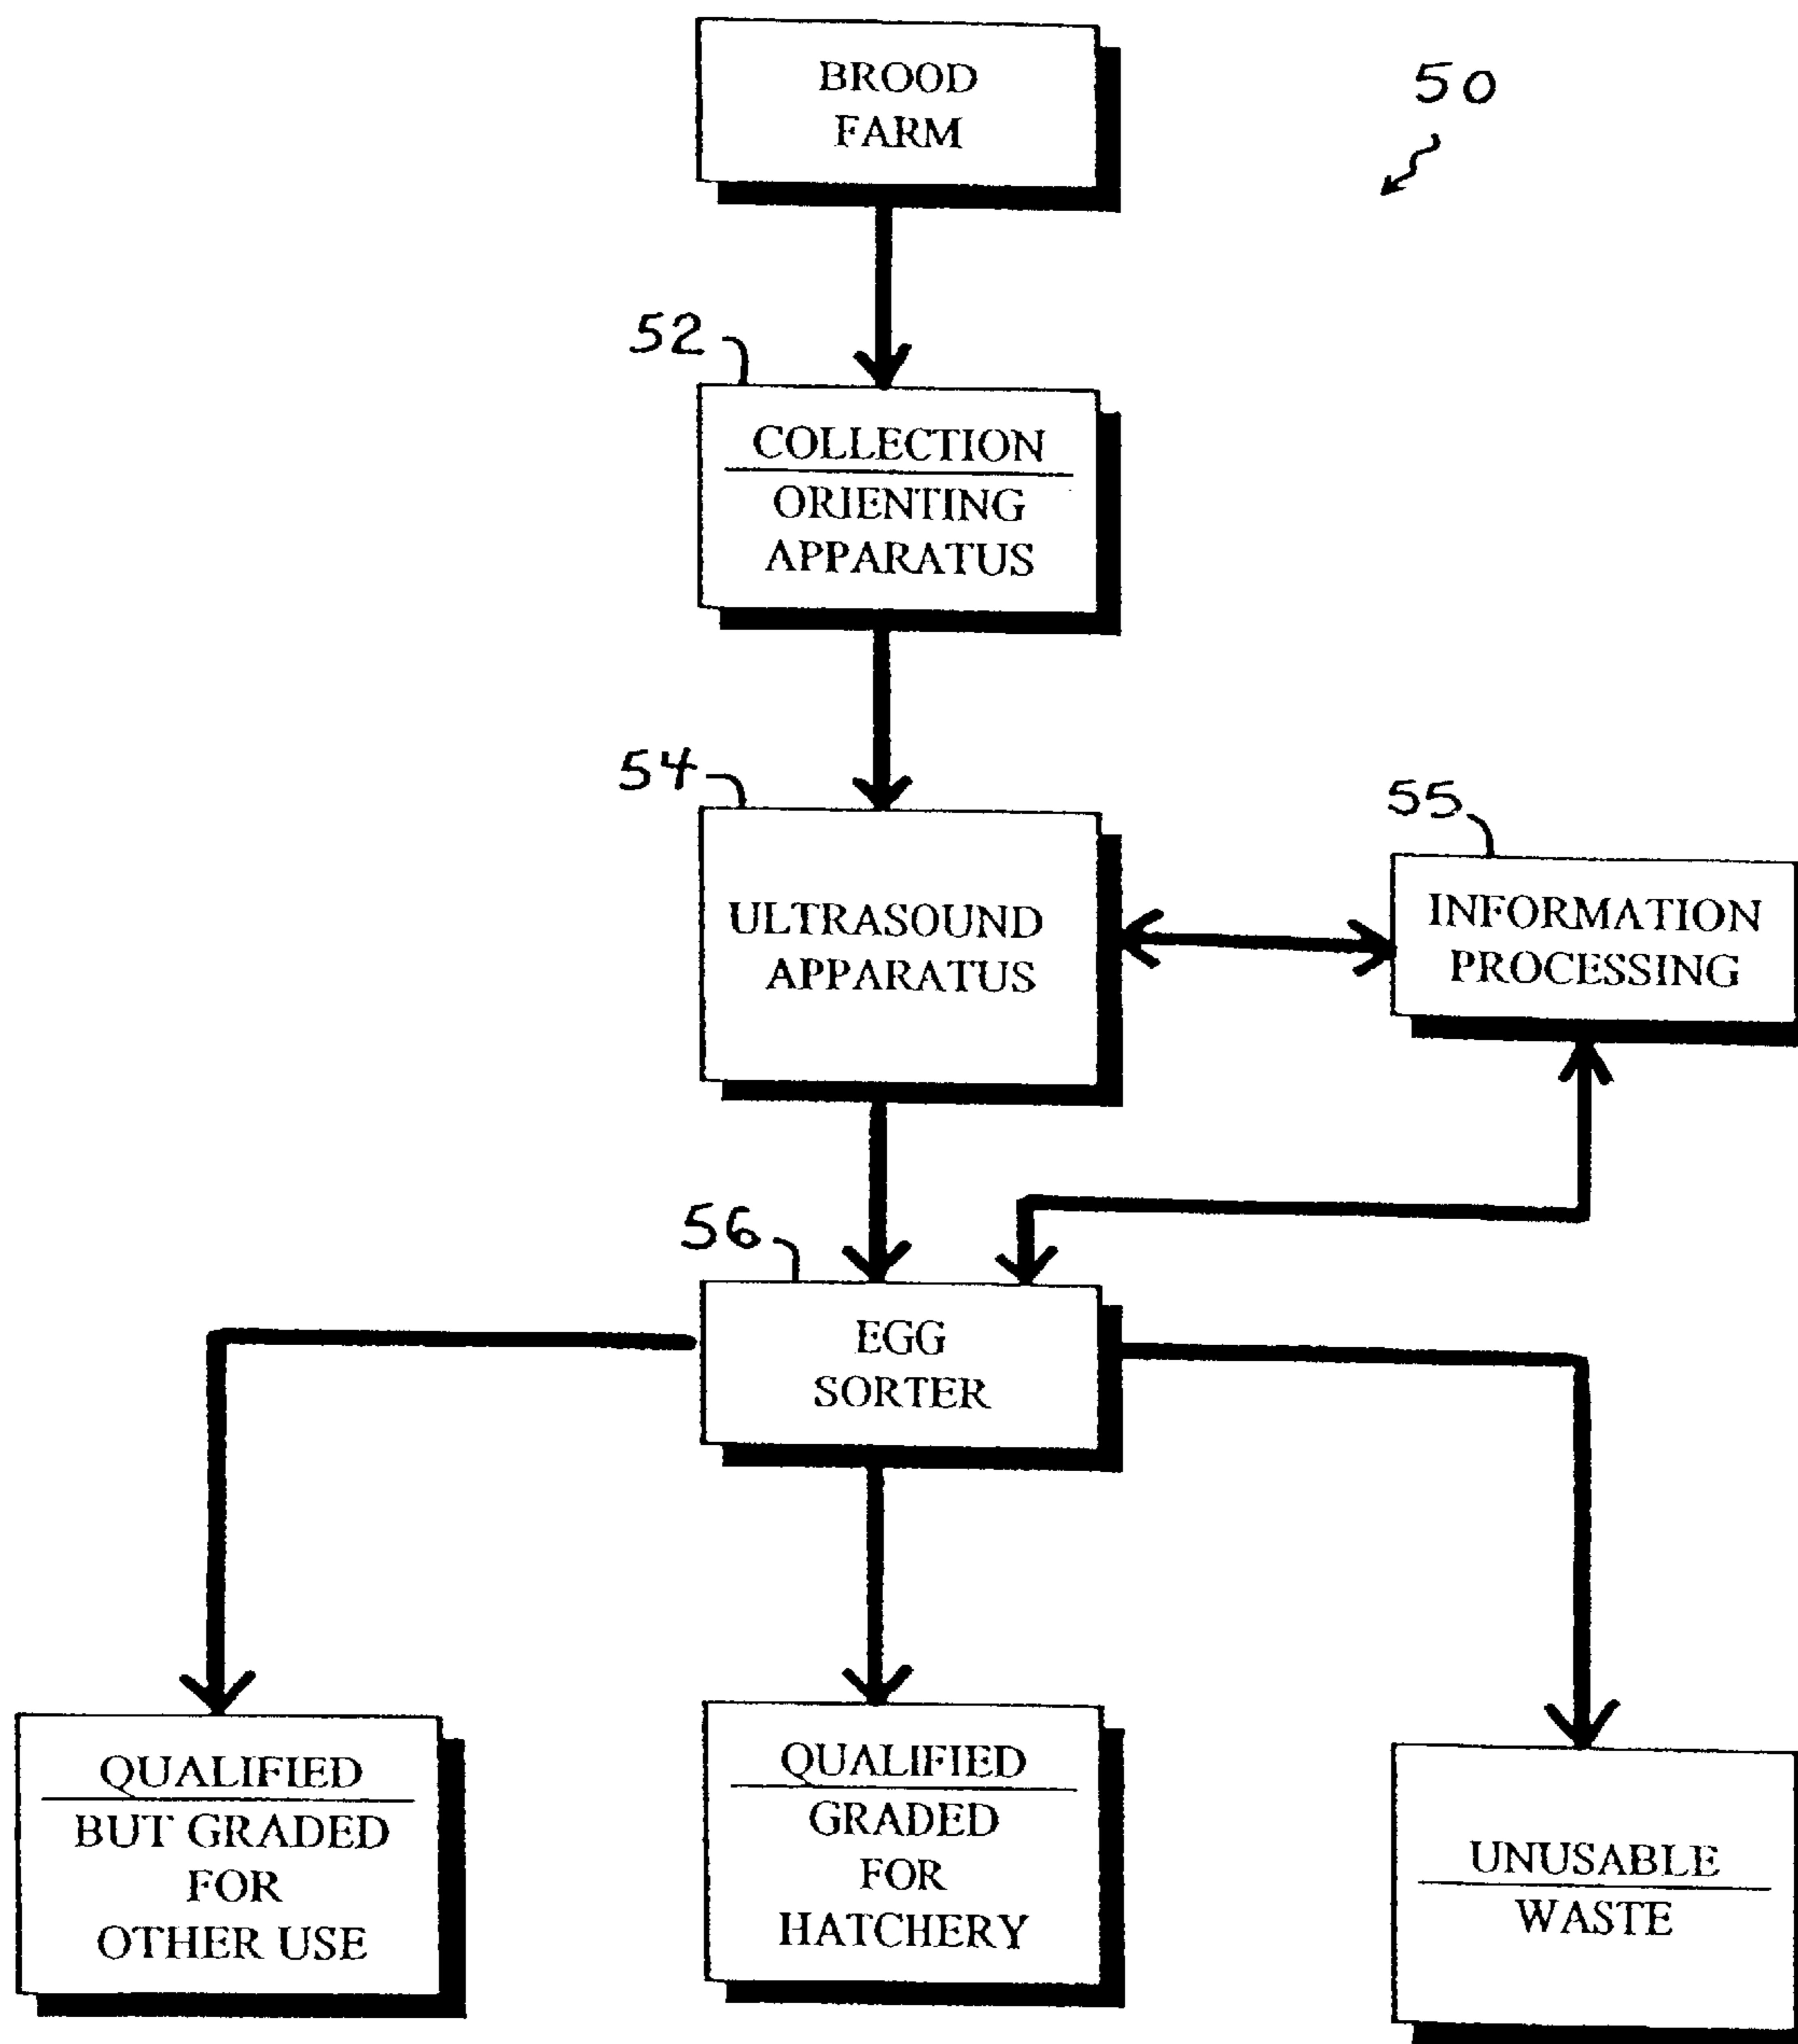 BROOD
FARM
50
52
COLLECTION
ORIENTING
APPARATUS
54
ULTRASOUND
APPARATUS
55
INFORMATION
PROCESSING
56
EGG
SORTER
QUALIFIED
BUT GRADED
FOR
OTHER USE
QUALIFIED
GRADED
FOR
HATCHERY
UNUSABLE
WASTE